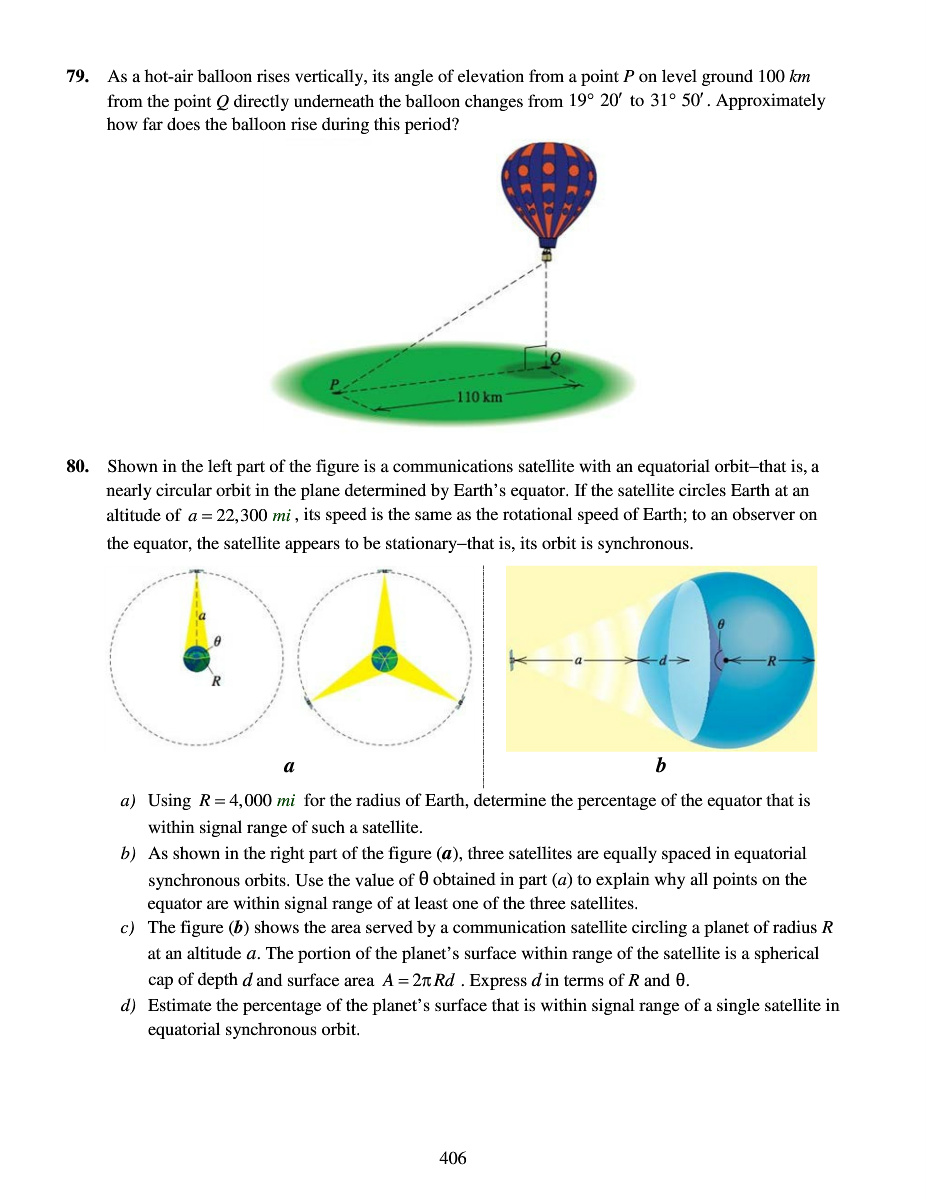 79. As a hot-air balloon rises vertically, its angle of elevation from a point P on level ground 100 km
from the point Q directly underneath the balloon changes from 19° 20′ to 31° 50′. Approximately
how far does the balloon rise during this period?
Q
P
110 km
80. Shown in the left part of the figure is a communications satellite with an equatorial orbit–that is, a
nearly circular orbit in the plane determined by Earth's equator. If the satellite circles Earth at an
altitude of a = 22,300 mi, its speed is the same as the rotational speed of Earth; to an observer on
the equator, the satellite appears to be stationary–that is, its orbit is synchronous.
a
θ
R
θ
a
d
R
a
b
a) Using R = 4,000 mi for the radius of Earth, determine the percentage of the equator that is
within signal range of such a satellite.
b) As shown in the right part of the figure (a), three satellites are equally spaced in equatorial
synchronous orbits. Use the value of θ obtained in part (a) to explain why all points on the
equator are within signal range of at least one of the three satellites.
c) The figure (b) shows the area served by a communication satellite circling a planet of radius R
at an altitude a. The portion of the planet's surface within range of the satellite is a spherical
cap of depth d and surface area A = 2πRd . Express d in terms of R and θ.
d) Estimate the percentage of the planet's surface that is within signal range of a single satellite in
equatorial synchronous orbit.
406